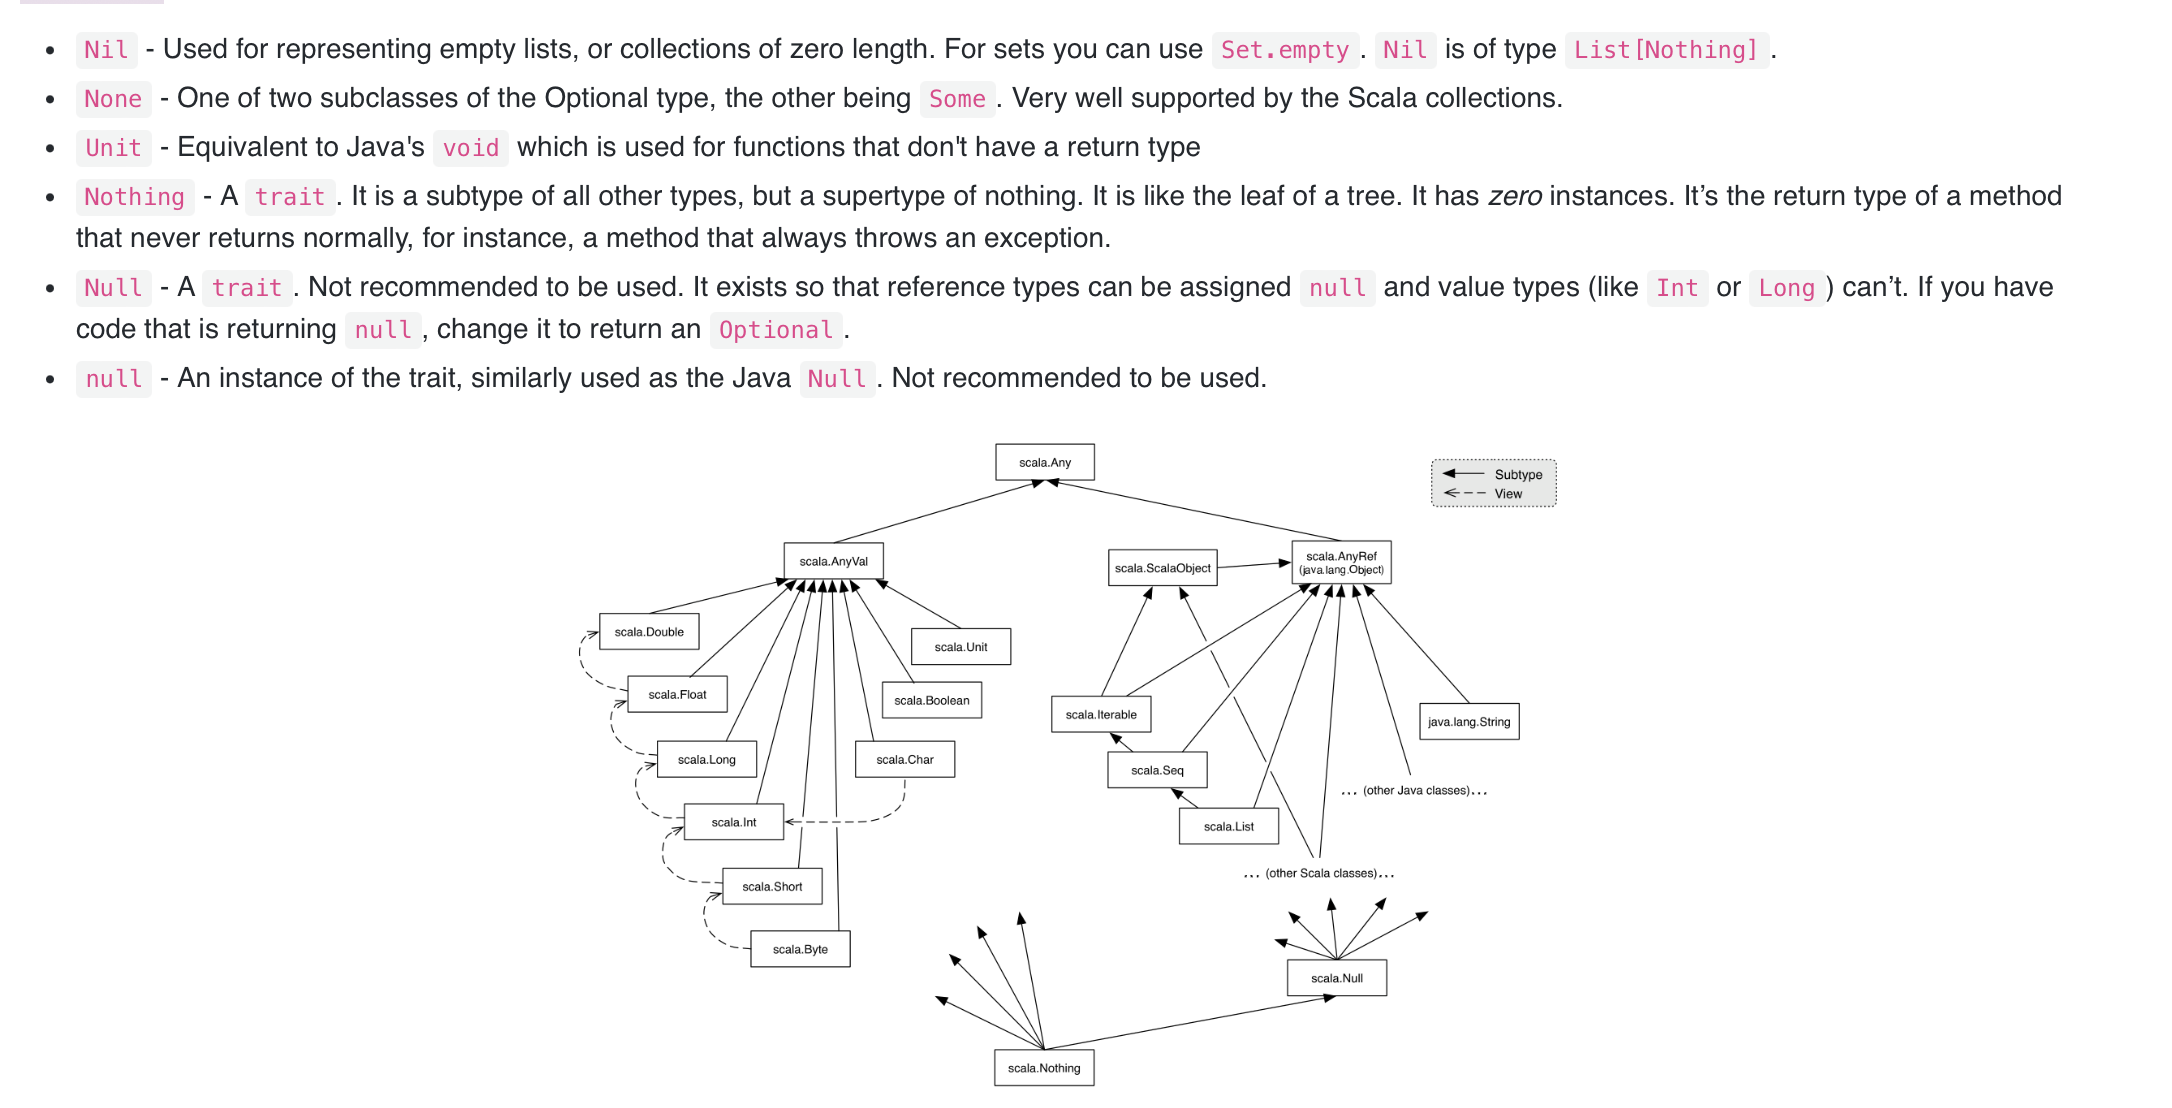 Nil - Used for representing empty lists, or collections of zero length. For sets you can use Set.empty. Nil is of type List[Nothing].
None - One of two subclasses of the Optional type, the other being Some. Very well supported by the Scala collections.
Unit - Equivalent to Java's void which is used for functions that don't have a return type
Nothing - A trait. It is a subtype of all other types, but a supertype of nothing. It is like the leaf of a tree. It has zero instances. It’s the return type of a method
that never returns normally, for instance, a method that always throws an exception.
Null - A trait. Not recommended to be used. It exists so that reference types can be assigned null and value types (like Int or Long) can’t. If you have
code that is returning null, change it to return an Optional.
null - An instance of the trait, similarly used as the Java Null. Not recommended to be used.
scala.Any
Subtype
View
scala.AnyVal
scala.ScalaObject
scala.AnyRef
(java.lang.Object)
scala.Double
scala.Unit
scala.Float
scala.Boolean
scala.Iterable
java.lang.String
scala.Long
scala.Char
scala.Seq
... (other Java classes)...
scala.Int
scala.List
... (other Scala classes)...
scala.Short
scala.Byte
scala.Null
scala.Nothing